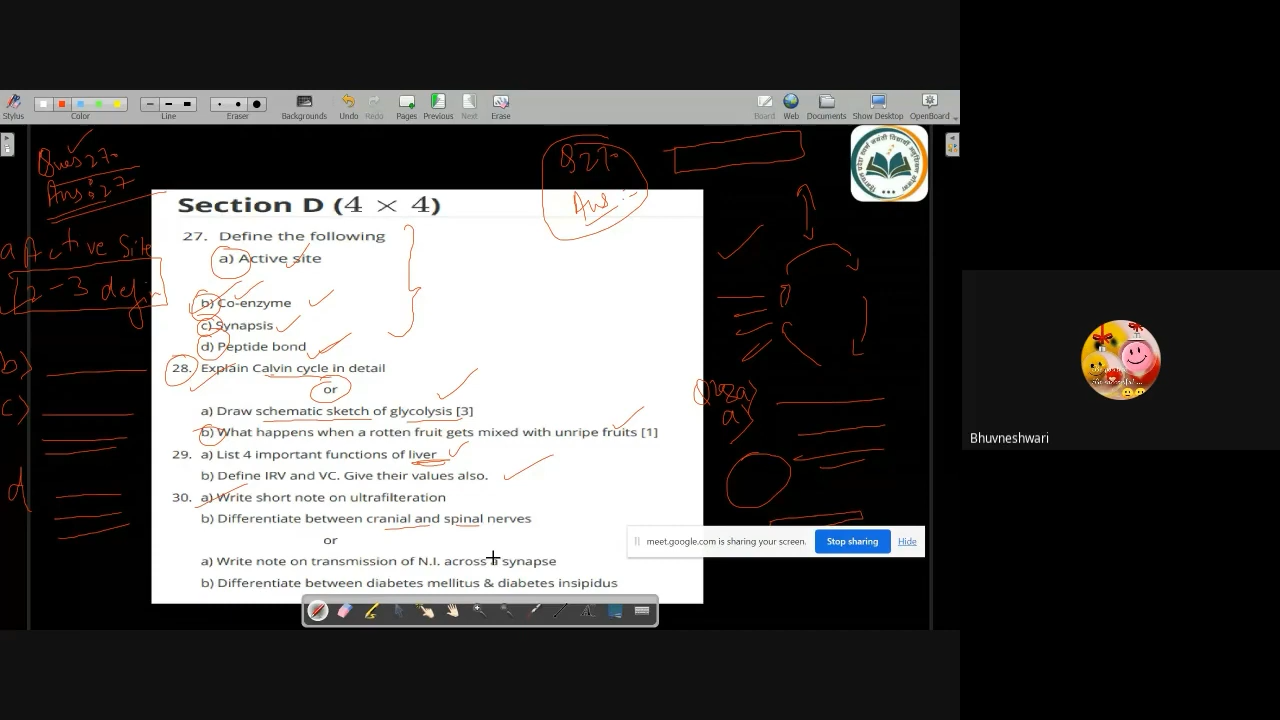 Stylus
Color
Line
Eraser
Backgrounds
Undo
Redo
Pages
Previous
Next
Erase
Board
Web
Documents
Show Desktop
OpenBoard
Ques 27.
Ans: 27
a Active Site
2-3 defin
b)
c)
d
Q27.
Ans :-
Section D (4 × 4)
27. Define the following
a) Active site
b) Co-enzyme
c) Synapsis
d) Peptide bond
28. Explain Calvin cycle in detail
or
a) Draw schematic sketch of glycolysis [3]
b) What happens when a rotten fruit gets mixed with unripe fruits [1]
29. a) List 4 important functions of liver
b) Define IRV and VC. Give their values also.
30. a) Write short note on ultrafilteration
b) Differentiate between cranial and spinal nerves
or
a) Write note on transmission of N.I. across a synapse
b) Differentiate between diabetes mellitus & diabetes insipidus
a)
meet.google.com is sharing your screen.
Stop sharing
Hide
Bhuvneshwari